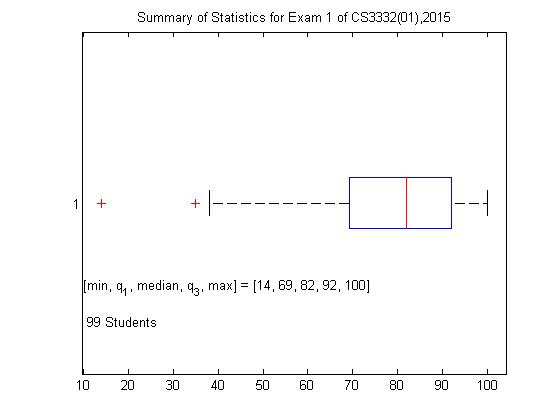 Summary of Statistics for Exam 1 of CS3332(01),2015
1
[min, q1, median, q3, max] = [14, 69, 82, 92, 100]
99 Students
10 20 30 40 50 60 70 80 90 100